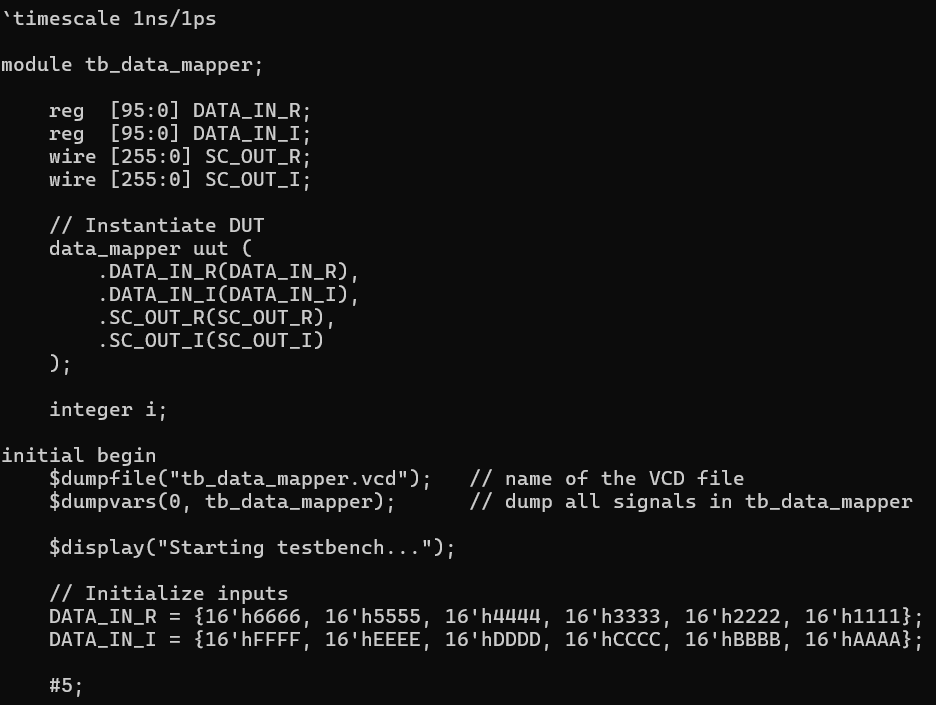 `timescale 1ns/1ps
module tb_data_mapper;
reg  [95:0] DATA_IN_R;
reg  [95:0] DATA_IN_I;
wire [255:0] SC_OUT_R;
wire [255:0] SC_OUT_I;
// Instantiate DUT
data_mapper uut (
.DATA_IN_R(DATA_IN_R),
.DATA_IN_I(DATA_IN_I),
.SC_OUT_R(SC_OUT_R),
.SC_OUT_I(SC_OUT_I)
);
integer i;
initial begin
$dumpfile("tb_data_mapper.vcd");   // name of the VCD file
$dumpvars(0, tb_data_mapper);      // dump all signals in tb_data_mapper
$display("Starting testbench...");
// Initialize inputs
DATA_IN_R = {16'h6666, 16'h5555, 16'h4444, 16'h3333, 16'h2222, 16'h1111};
DATA_IN_I = {16'hFFFF, 16'hEEEE, 16'hDDDD, 16'hCCCC, 16'hBBBB, 16'hAAAA};
#5;